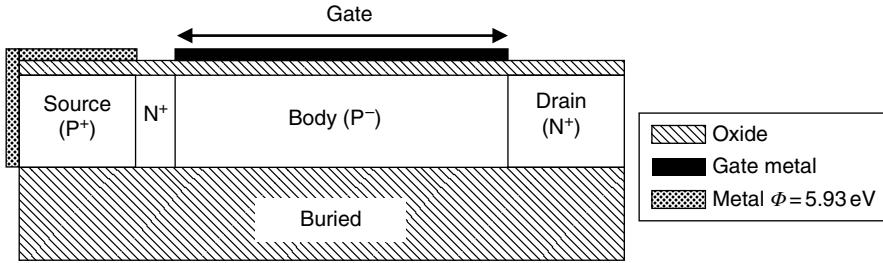 Gate
Source
(P⁺)
N⁺
Body (P⁻)
Drain
(N⁺)
Buried
Oxide
Gate metal
Metal Φ = 5.93 eV